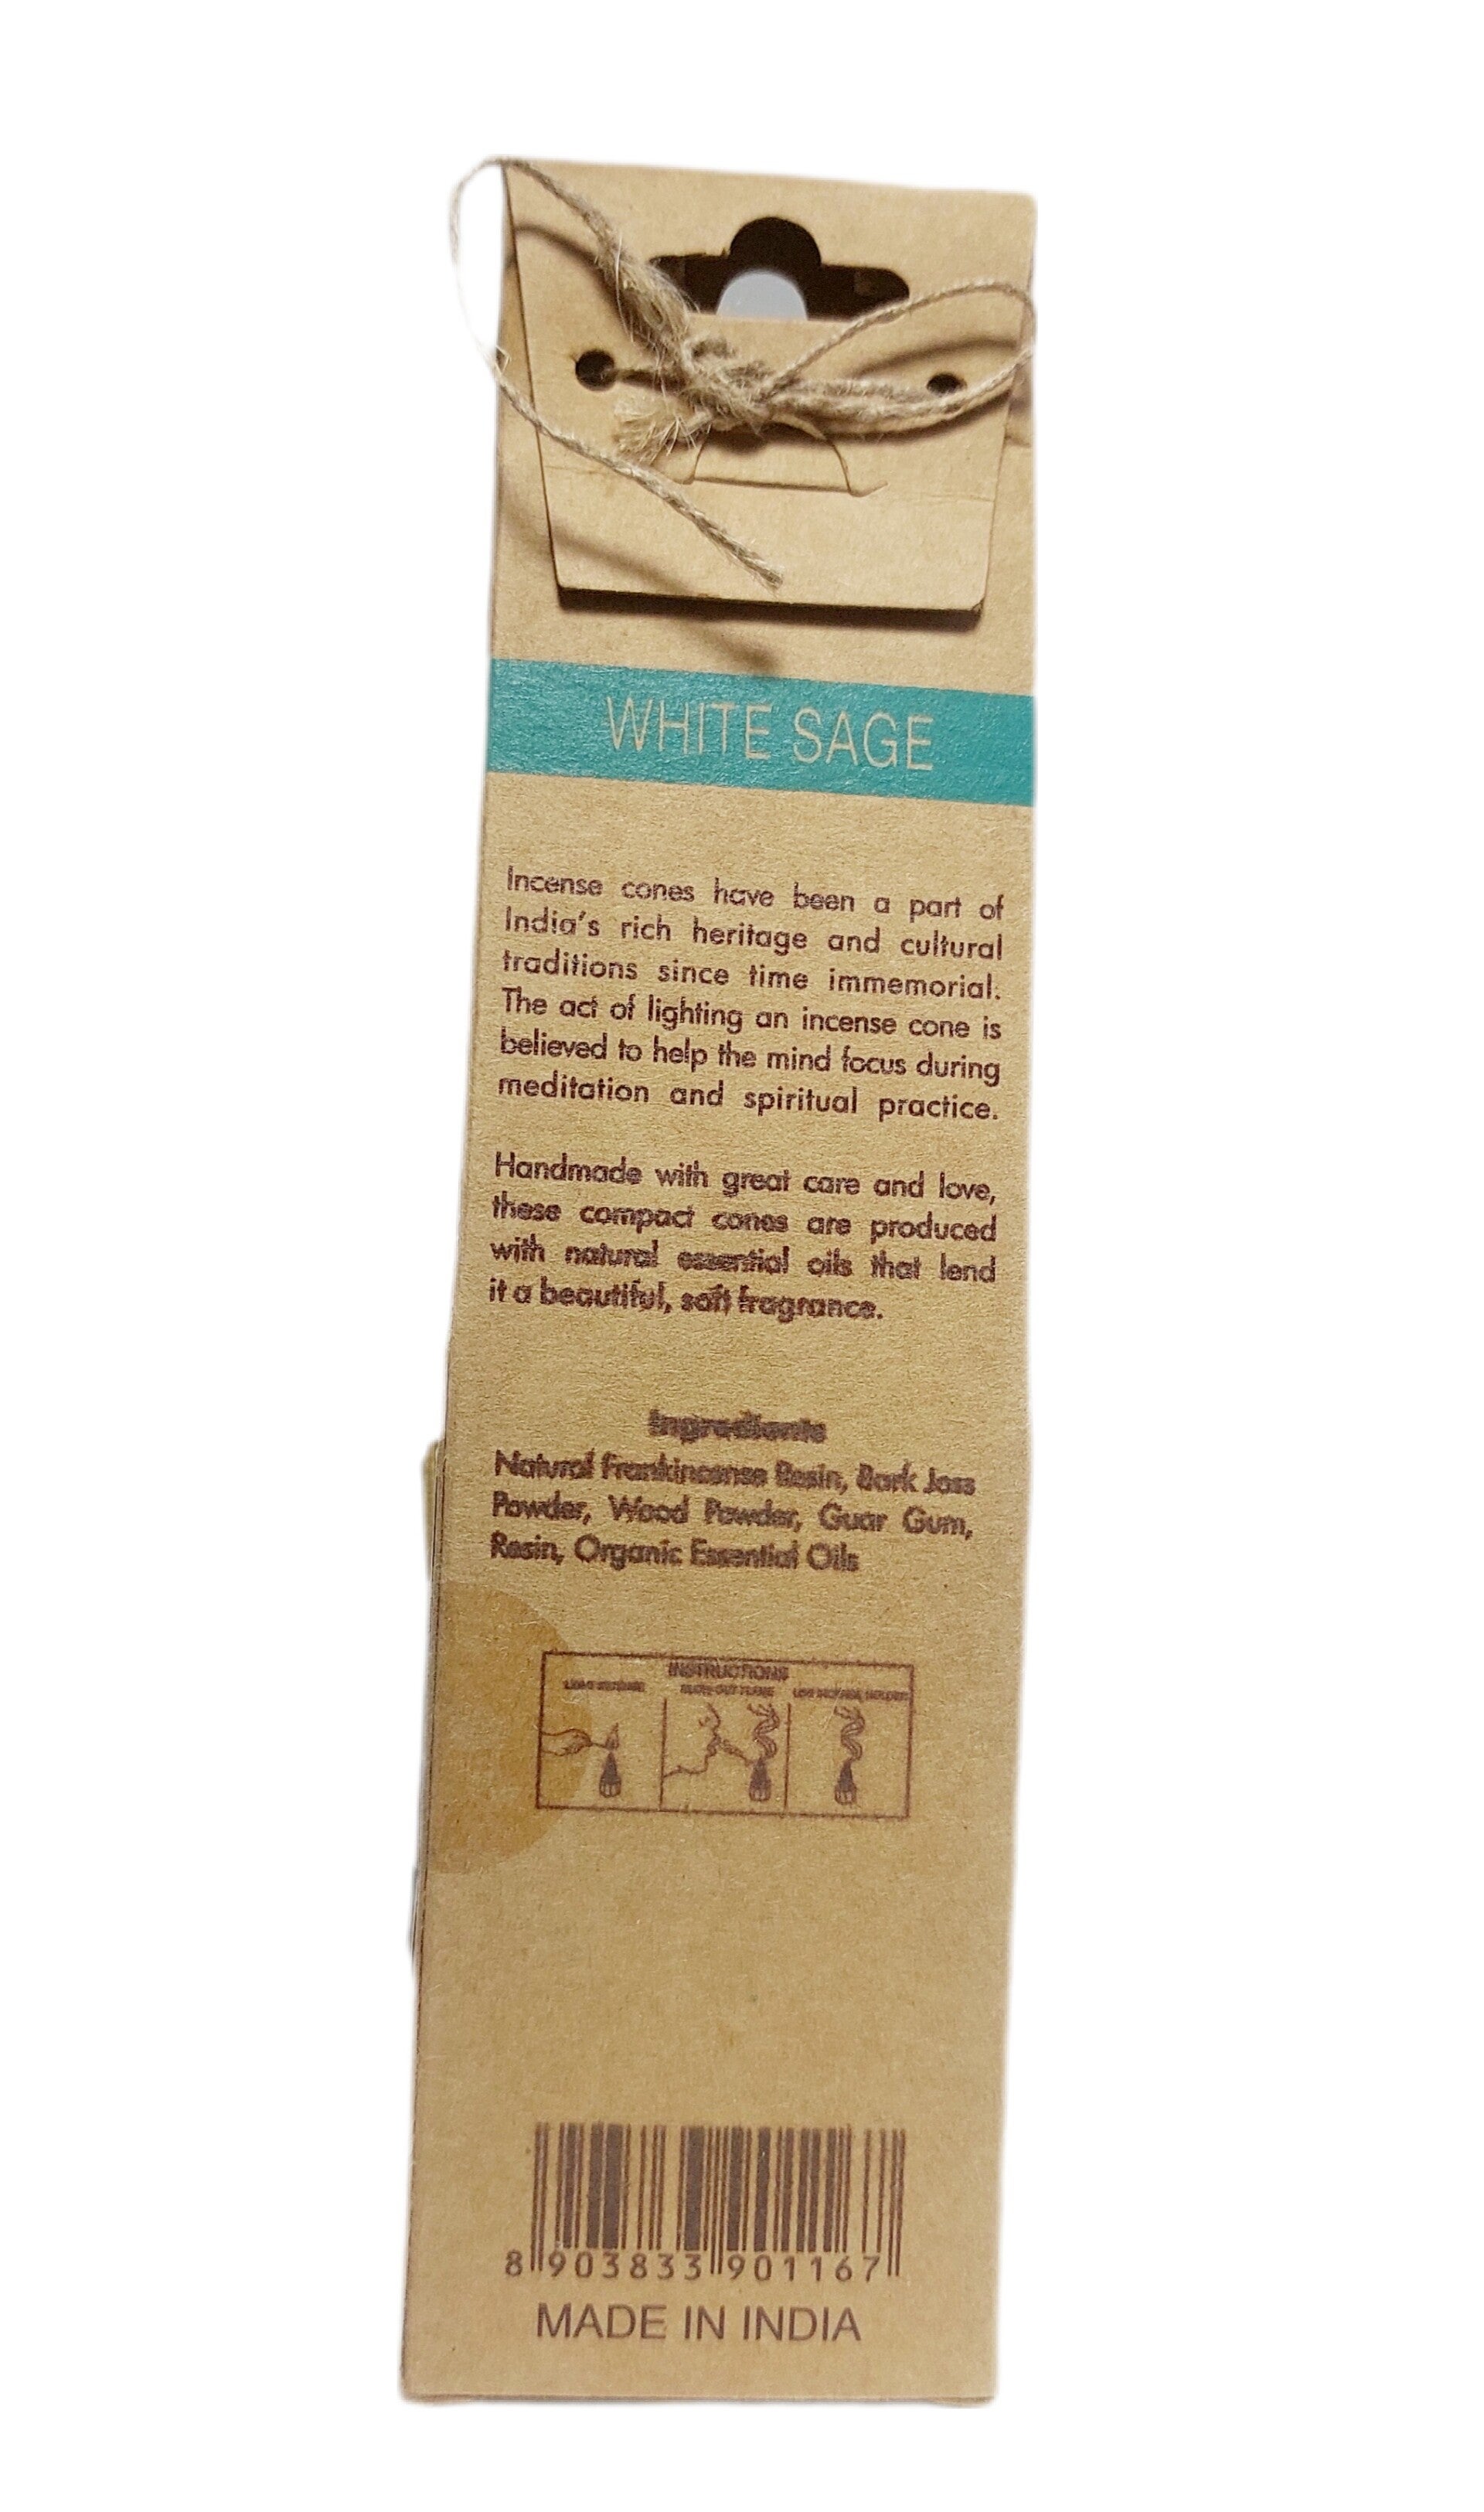 WHITE SAGE
Incense cones have been a part of
India's rich heritage and cultural
traditions since time immemorial.
The act of lighting an incense cone is
believed to help the mind focus during
meditation and spiritual practice.
Handmade with great care and love,
these compact cones are produced
with natural essential oils that lend
it a beautiful, soft fragrance.
Ingredients
Natural Frankincense Resin, Bark Joss
Powder, Wood Powder, Guar Gum,
Resin, Organic Essential Oils
INSTRUCTIONS
BLOW OUT FLAME
8 903833 901167
MADE IN INDIA